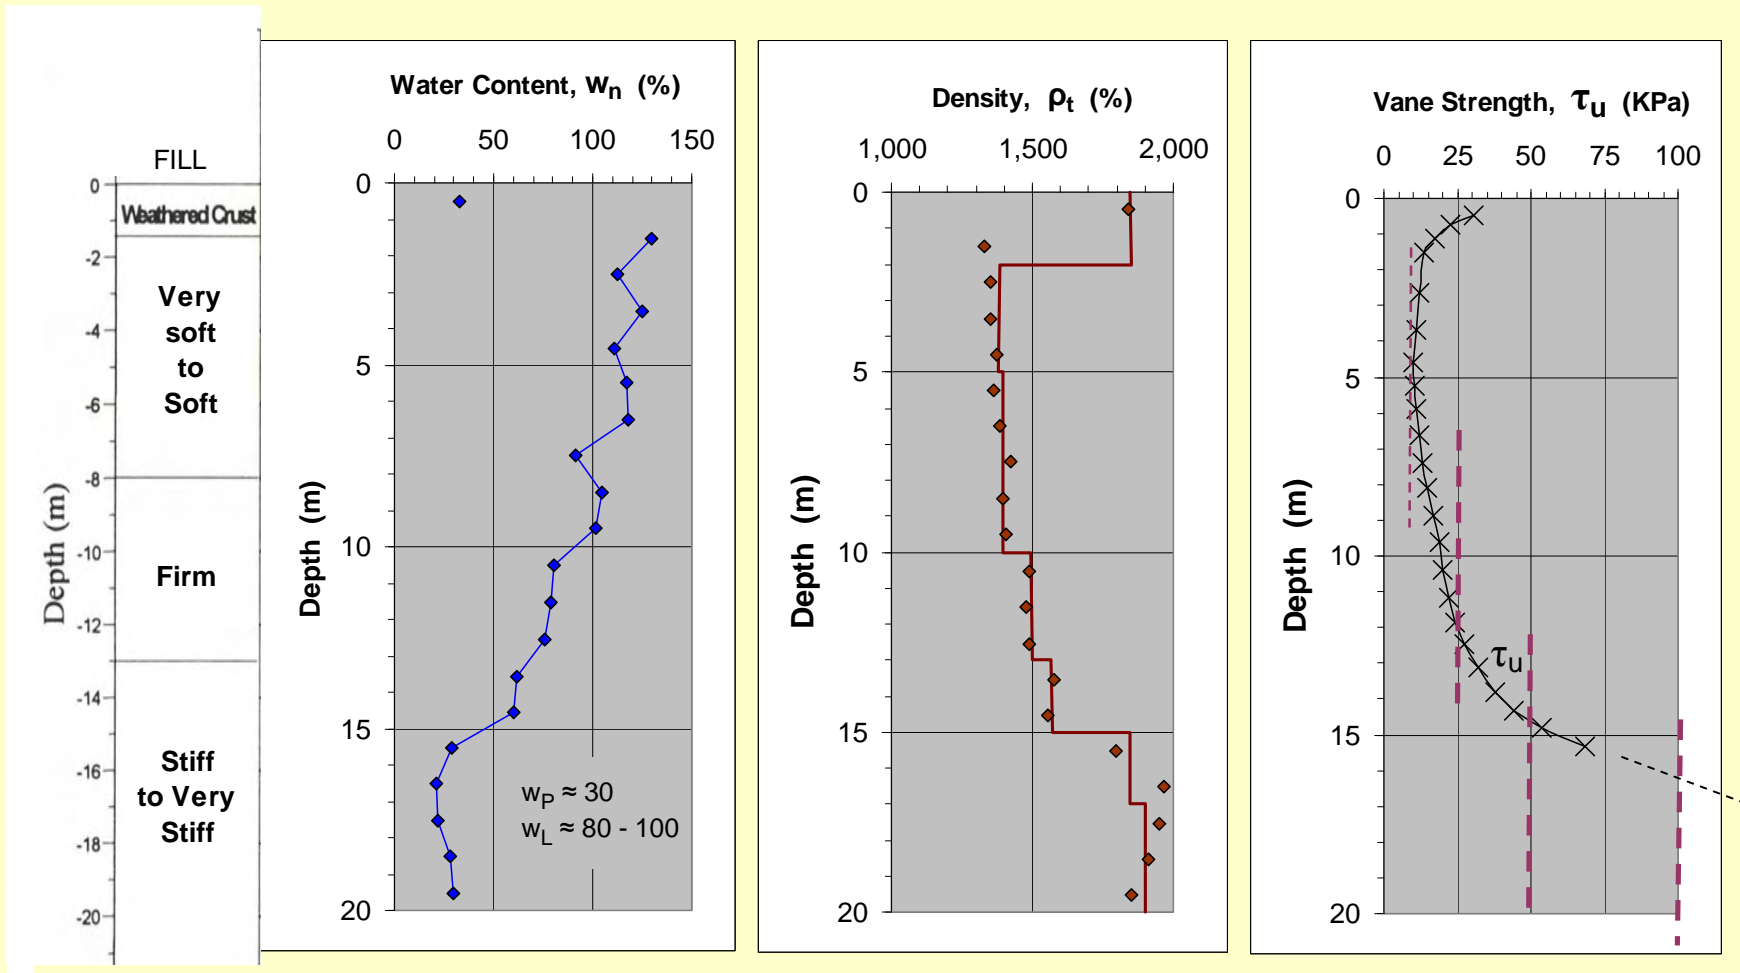 FILL
0
Weathered Crust
-2
Very
soft
to
Soft
-4
-6
-8
Firm
-10
-12
-14
Stiff
to Very
Stiff
-16
-18
-20
Depth (m)
Water Content, wn (%)
0 50 100 150
0
5
10
15
20
Depth (m)
wP ≈ 30
wL ≈ 80 - 100
Density, ρt (%)
1,000 1,500 2,000
0
5
10
15
20
Depth (m)
Vane Strength, τu (KPa)
0 25 50 75 100
0
5
10
15
20
Depth (m)
τu